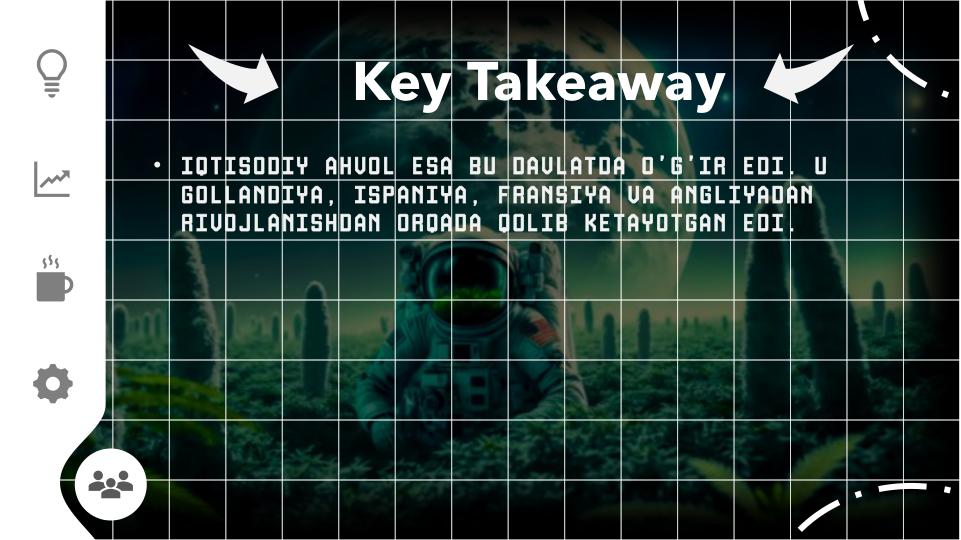 Key Takeaway
• IQTISODIY AHVOL ESA BU DAVLATDA O'G'IR EDI. U
GOLLANDIYA, ISPANIYA, FRANSIYA VA ANGLIYADAN
RIVOJLANISHDAN ORQADA QOLIB KETAYOTGAN EDI.